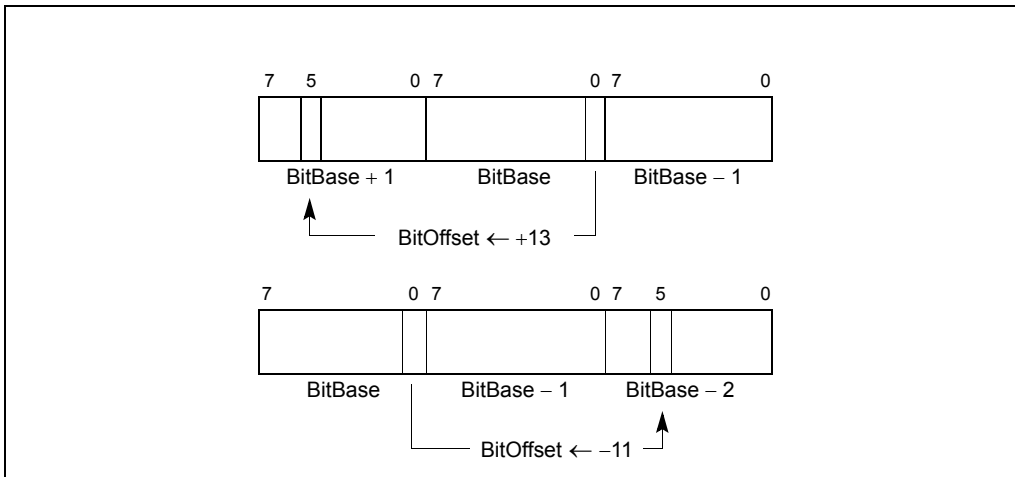 7 5 0 7 0 7 0
BitBase + 1 BitBase BitBase − 1
BitOffset ← +13
7 0 7 0 7 5 0
BitBase BitBase − 1 BitBase − 2
BitOffset ← −11